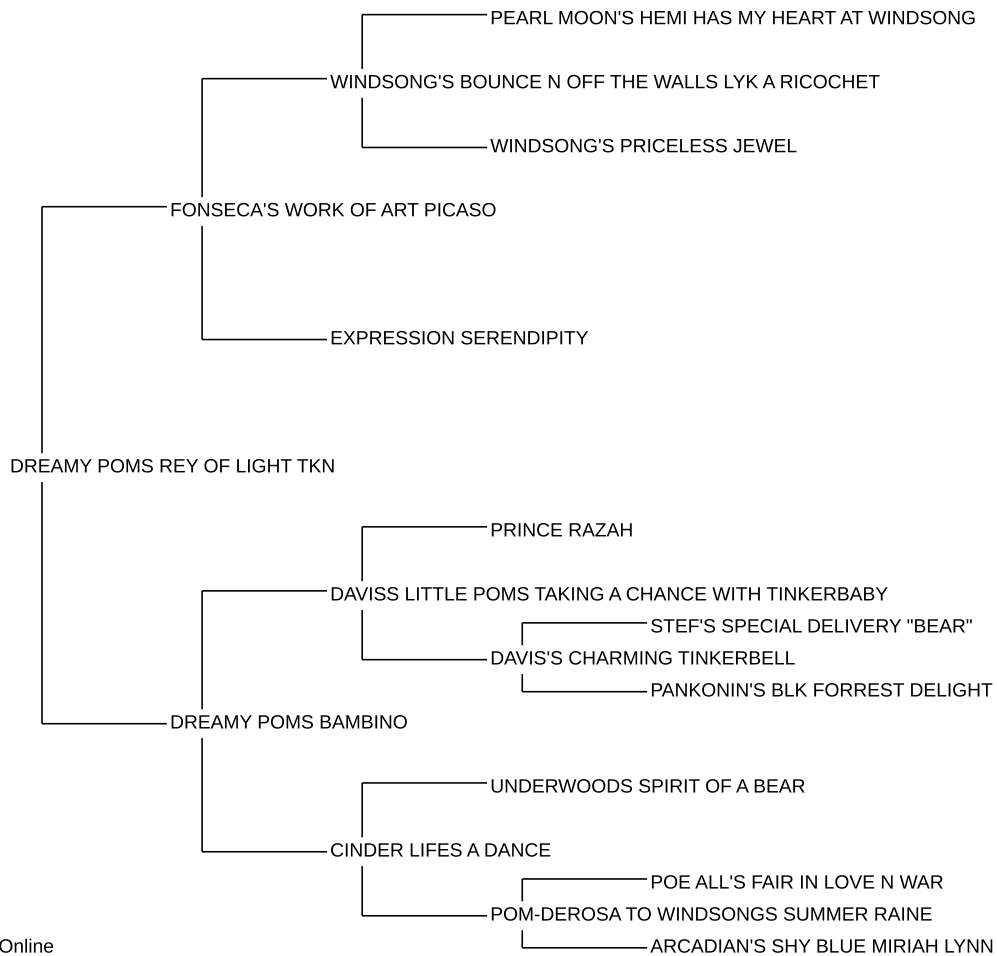 PEARL MOON'S HEMI HAS MY HEART AT WINDSONG
WINDSONG'S BOUNCE N OFF THE WALLS LYK A RICOCHET
WINDSONG'S PRICELESS JEWEL
FONSECA'S WORK OF ART PICASO
EXPRESSION SERENDIPITY
DREAMY POMS REY OF LIGHT TKN
PRINCE RAZAH
DAVISS LITTLE POMS TAKING A CHANCE WITH TINKERBABY
STEF'S SPECIAL DELIVERY "BEAR"
DAVIS'S CHARMING TINKERBELL
PANKONIN'S BLK FORREST DELIGHT
DREAMY POMS BAMBINO
UNDERWOODS SPIRIT OF A BEAR
CINDER LIFES A DANCE
POE ALL'S FAIR IN LOVE N WAR
POM-DEROSA TO WINDSONGS SUMMER RAINE
ARCADIAN'S SHY BLUE MIRIAH LYNN
Online